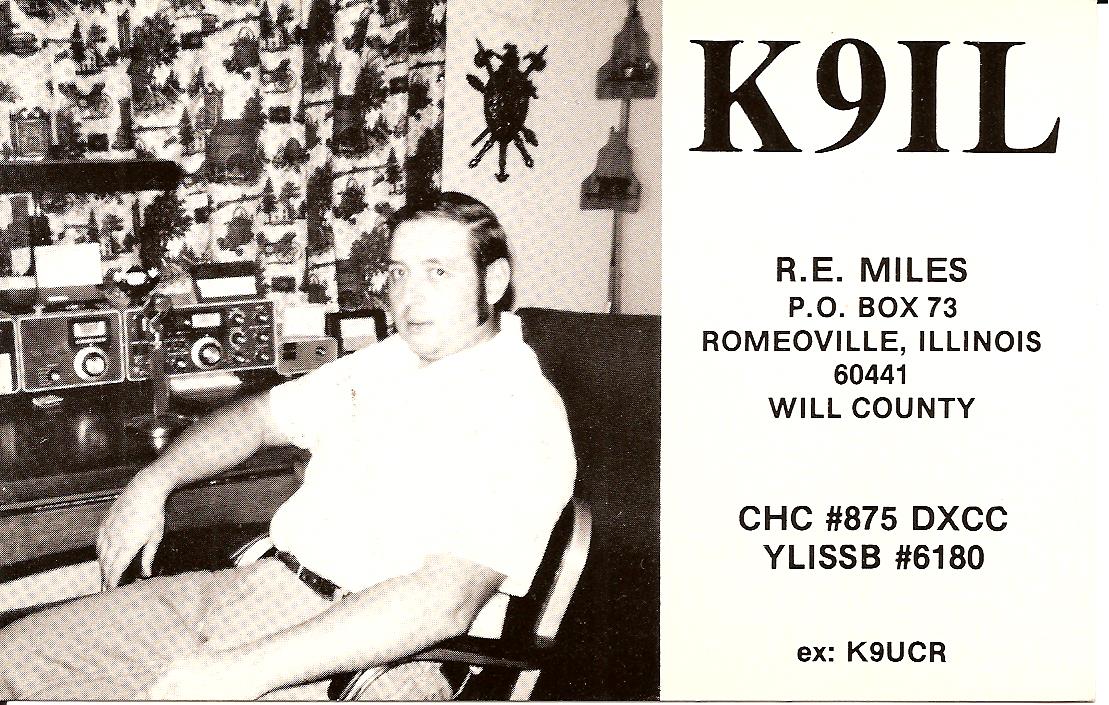 K9IL
R.E. MILES
P.O. BOX 73
ROMEOVILLE, ILLINOIS
60441
WILL COUNTY
CHC #875 DXCC
YLISSB #6180
ex: K9UCR